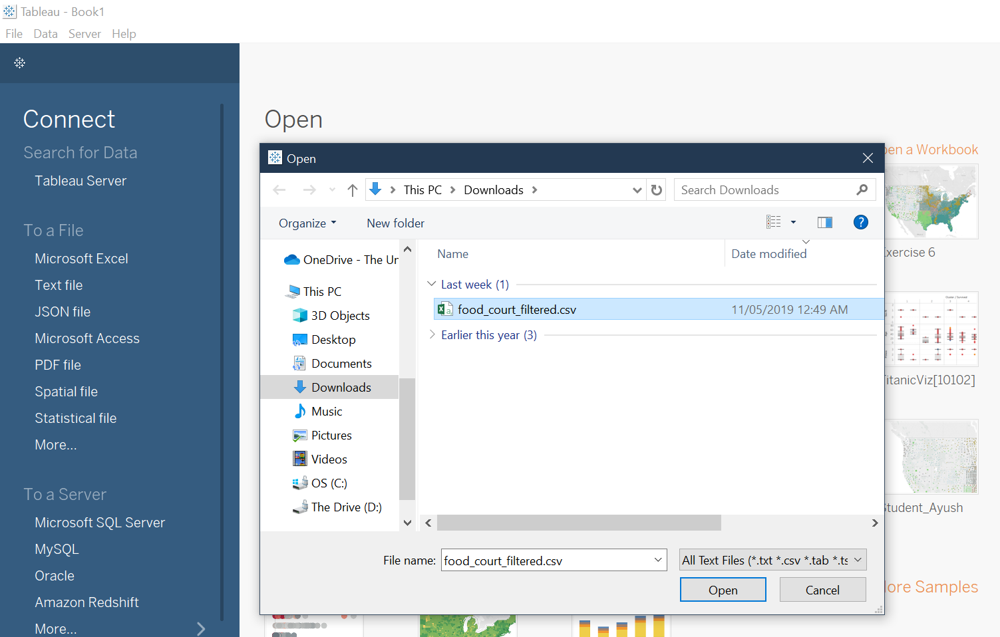 Tableau - Book1
File Data Server Help
Connect
Search for Data
Tableau Server
To a File
Microsoft Excel
Text file
JSON file
Microsoft Access
PDF file
Spatial file
Statistical file
More...
To a Server
Microsoft SQL Server
MySQL
Oracle
Amazon Redshift
More...
Open
Open
This PC Downloads
Search Downloads
Organize New folder
?
OneDrive - The Ur
This PC
3D Objects
Desktop
Documents
Downloads
Music
Pictures
Videos
OS (C:)
The Drive (D:)
Name Date modified
Last week (1)
food_court_filtered.csv 11/05/2019 12:49 AM
Earlier this year (3)
File name: food_court_filtered.csv All Text Files (*.txt *.csv *.tab *.ts
Open Cancel
pen a Workbook
xercise 6
Cluster / Survived
itanicViz[10102]
tudent_Ayush
ore Samples